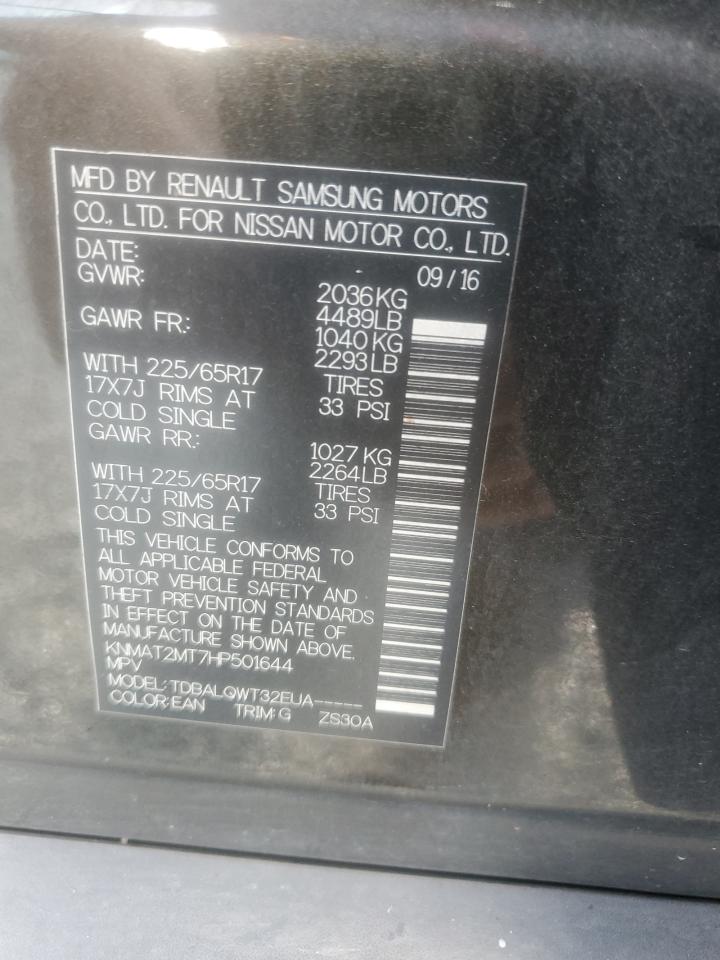 MFD BY RENAULT SAMSUNG MOTORS
CO., LTD. FOR NISSAN MOTOR CO., LTD.
DATE: 09/16
GVWR: 2036KG
4489LB
GAWR FR: 1040KG
2293LB
WITH 225/65R17 TIRES
17X7J RIMS AT 33 PSI
COLD SINGLE
GAWR RR: 1027KG
2264LB
WITH 225/65R17 TIRES
17X7J RIMS AT 33 PSI
COLD SINGLE
THIS VEHICLE CONFORMS TO
ALL APPLICABLE FEDERAL
MOTOR VEHICLE SAFETY AND
THEFT PREVENTION STANDARDS
IN EFFECT ON THE DATE OF
MANUFACTURE SHOWN ABOVE.
KNMAT2MT7HP501644
MPV
MODEL: TDBALQWT32EUA-----
COLOR: EAN TRIM: G ZS30A